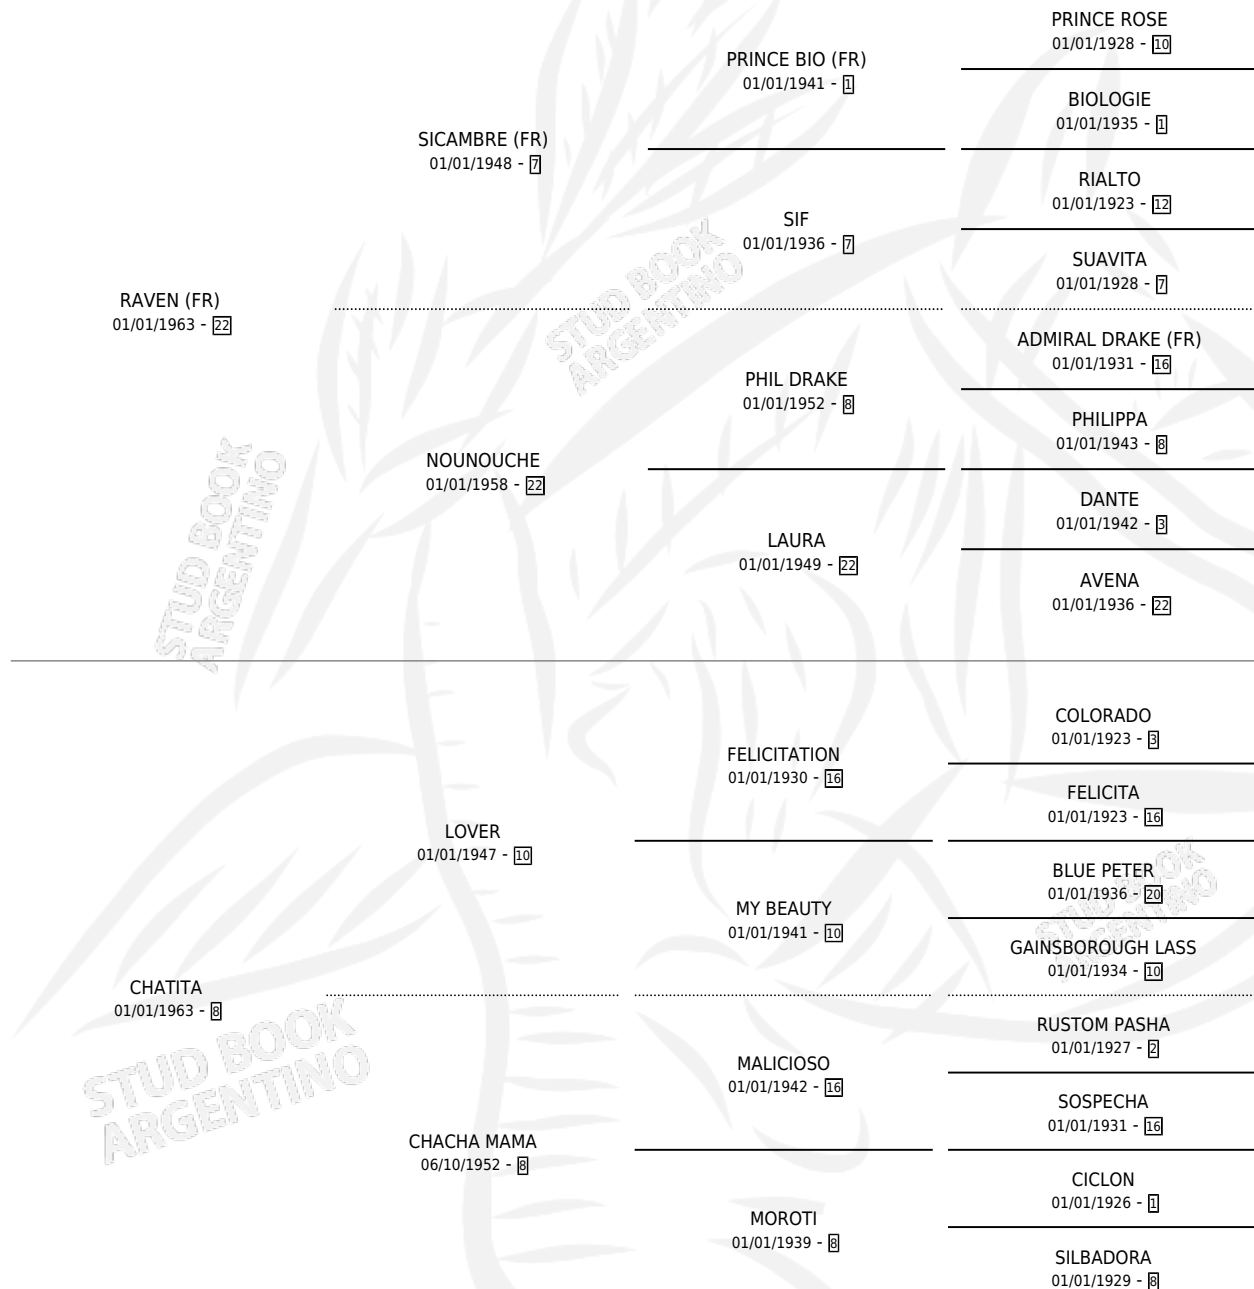 PRINCE ROSE
01/01/1928 - 10
PRINCE BIO (FR)
01/01/1941 - 1
BIOLOGIE
01/01/1935 - 1
SICAMBRE (FR)
01/01/1948 - 7
RIALTO
01/01/1923 - 12
SIF
01/01/1936 - 7
SUAVITA
01/01/1928 - 7
RAVEN (FR)
01/01/1963 - 22
ADMIRAL DRAKE (FR)
01/01/1931 - 16
PHIL DRAKE
01/01/1952 - 8
PHILIPPA
01/01/1943 - 8
NOUNOUCHE
01/01/1958 - 22
DANTE
01/01/1942 - 3
LAURA
01/01/1949 - 22
AVENA
01/01/1936 - 22
COLORADO
01/01/1923 - 3
FELICITATION
01/01/1930 - 16
FELICITA
01/01/1923 - 16
LOVER
01/01/1947 - 10
BLUE PETER
01/01/1936 - 20
MY BEAUTY
01/01/1941 - 10
GAINSBOROUGH LASS
01/01/1934 - 10
CHATITA
01/01/1963 - 8
RUSTOM PASHA
01/01/1927 - 2
MALICIOSO
01/01/1942 - 16
SOSPECHA
01/01/1931 - 16
CHACHA MAMA
06/10/1952 - 8
CICLON
01/01/1926 - 1
MOROTI
01/01/1939 - 8
SILBADORA
01/01/1929 - 8
STUD BOOK
ARGENTINO
STUD BOOK
ARGENTINO
STUD BOOK
ARGENTINO
STUD BOOK
ARGENTINO